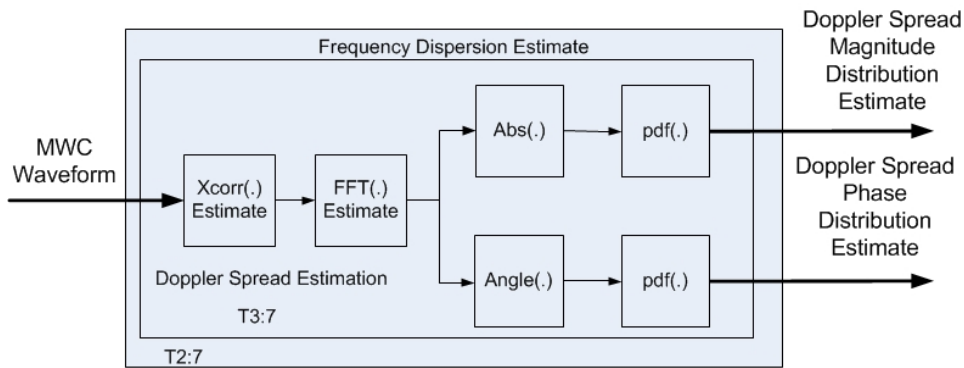 Frequency Dispersion Estimate
MWC
Waveform
Xcorr(.)
Estimate
FFT(.)
Estimate
Abs(.)
pdf(.)
Doppler Spread
Magnitude
Distribution
Estimate
Angle(.)
pdf(.)
Doppler Spread
Phase
Distribution
Estimate
Doppler Spread Estimation
T3:7
T2:7